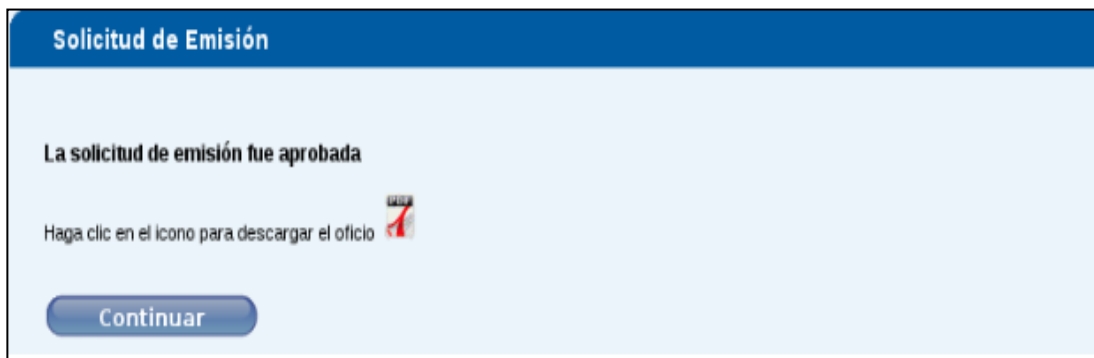 Solicitud de Emisión
La solicitud de emisión fue aprobada
Haga clic en el icono para descargar el oficio
Continuar